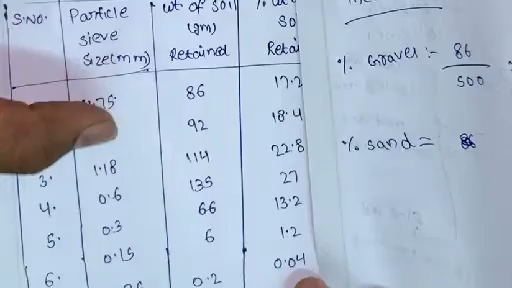 S.NO. Particle wt. of soil
sieve (gm) so
Size(mm) Retained Retai
.75 86 17.2
92 18.4
1.18 114 22.8
3. 0.6 135 27
4. 0.3 66 13.2
5. 0.15 6 1.2
6. 0.2 0.04
% Gravel :- 86
500
% sand =